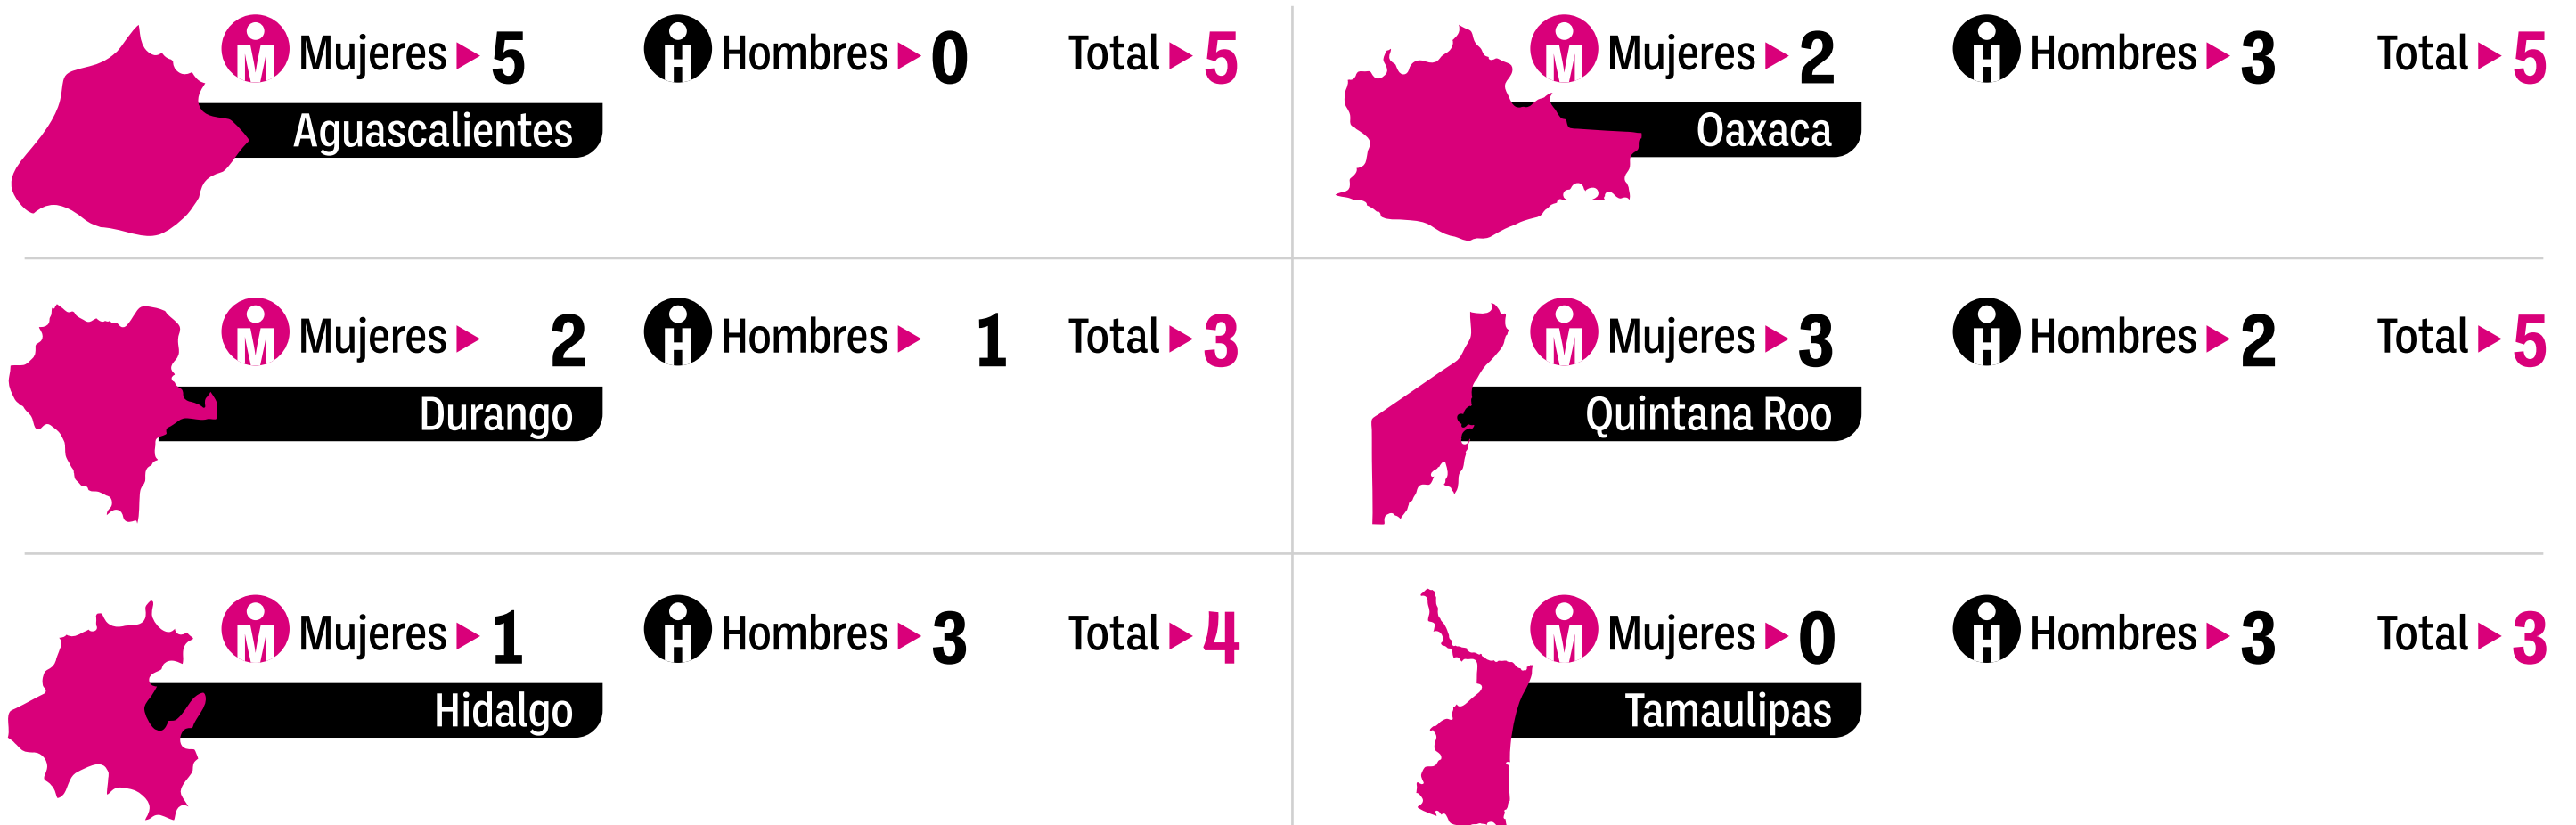 M Mujeres 5 H Hombres 0 Total 5
Aguascalientes
M Mujeres 2 H Hombres 3 Total 5
Oaxaca
M Mujeres 2 H Hombres 1 Total 3
Durango
M Mujeres 3 H Hombres 2 Total 5
Quintana Roo
M Mujeres 1 H Hombres 3 Total 4
Hidalgo
M Mujeres 0 H Hombres 3 Total 3
Tamaulipas